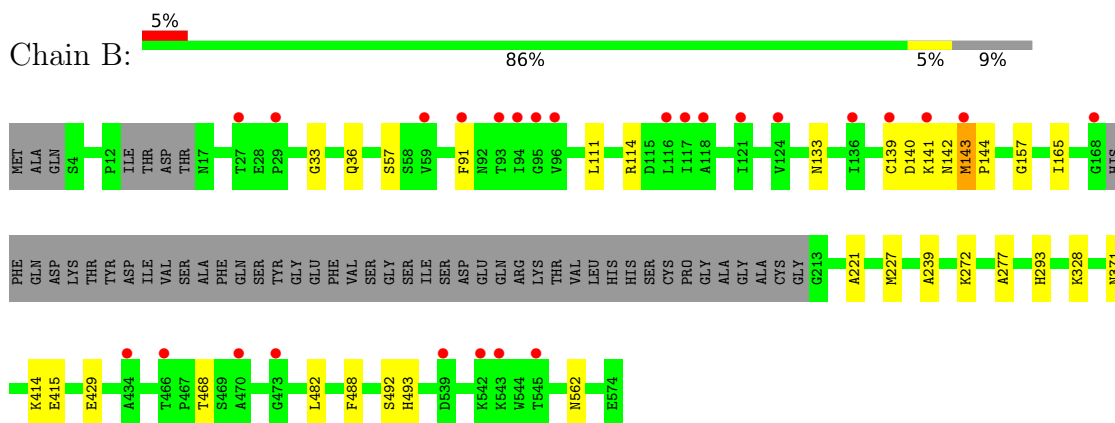 5%
Chain B:
86% 5% 9%
MET ALA GLN S4 P12 ILE THR ASP THR N17 T27 E28 P29 G33 Q36 S57 S58 V59 F91 N92 T93 I94 G95 V96 L111 R114 D115 L116 I117 A118 I121 V124 N133 I136 C139 D140 K141 N142 M143 P144 G157 I165 G168 HIS
PHE GLN ASP LYS THR TYR ASP ILE VAL SER ALA PHE GLN SER TYR GLY GLU PHE VAL SER GLY SER ILE SER ASP GLU GLN ARG LYS THR VAL LEU HIS HIS SER CYS PRO GLY ALA GLY ALA CYS GLY G213 A221 M227 A239 K272 A277 H293 K328 N371
K414 E415 E429 A434 T466 P467 T468 S469 A470 G473 L482 F488 S492 H493 D539 K542 K543 W544 T545 N562 E574